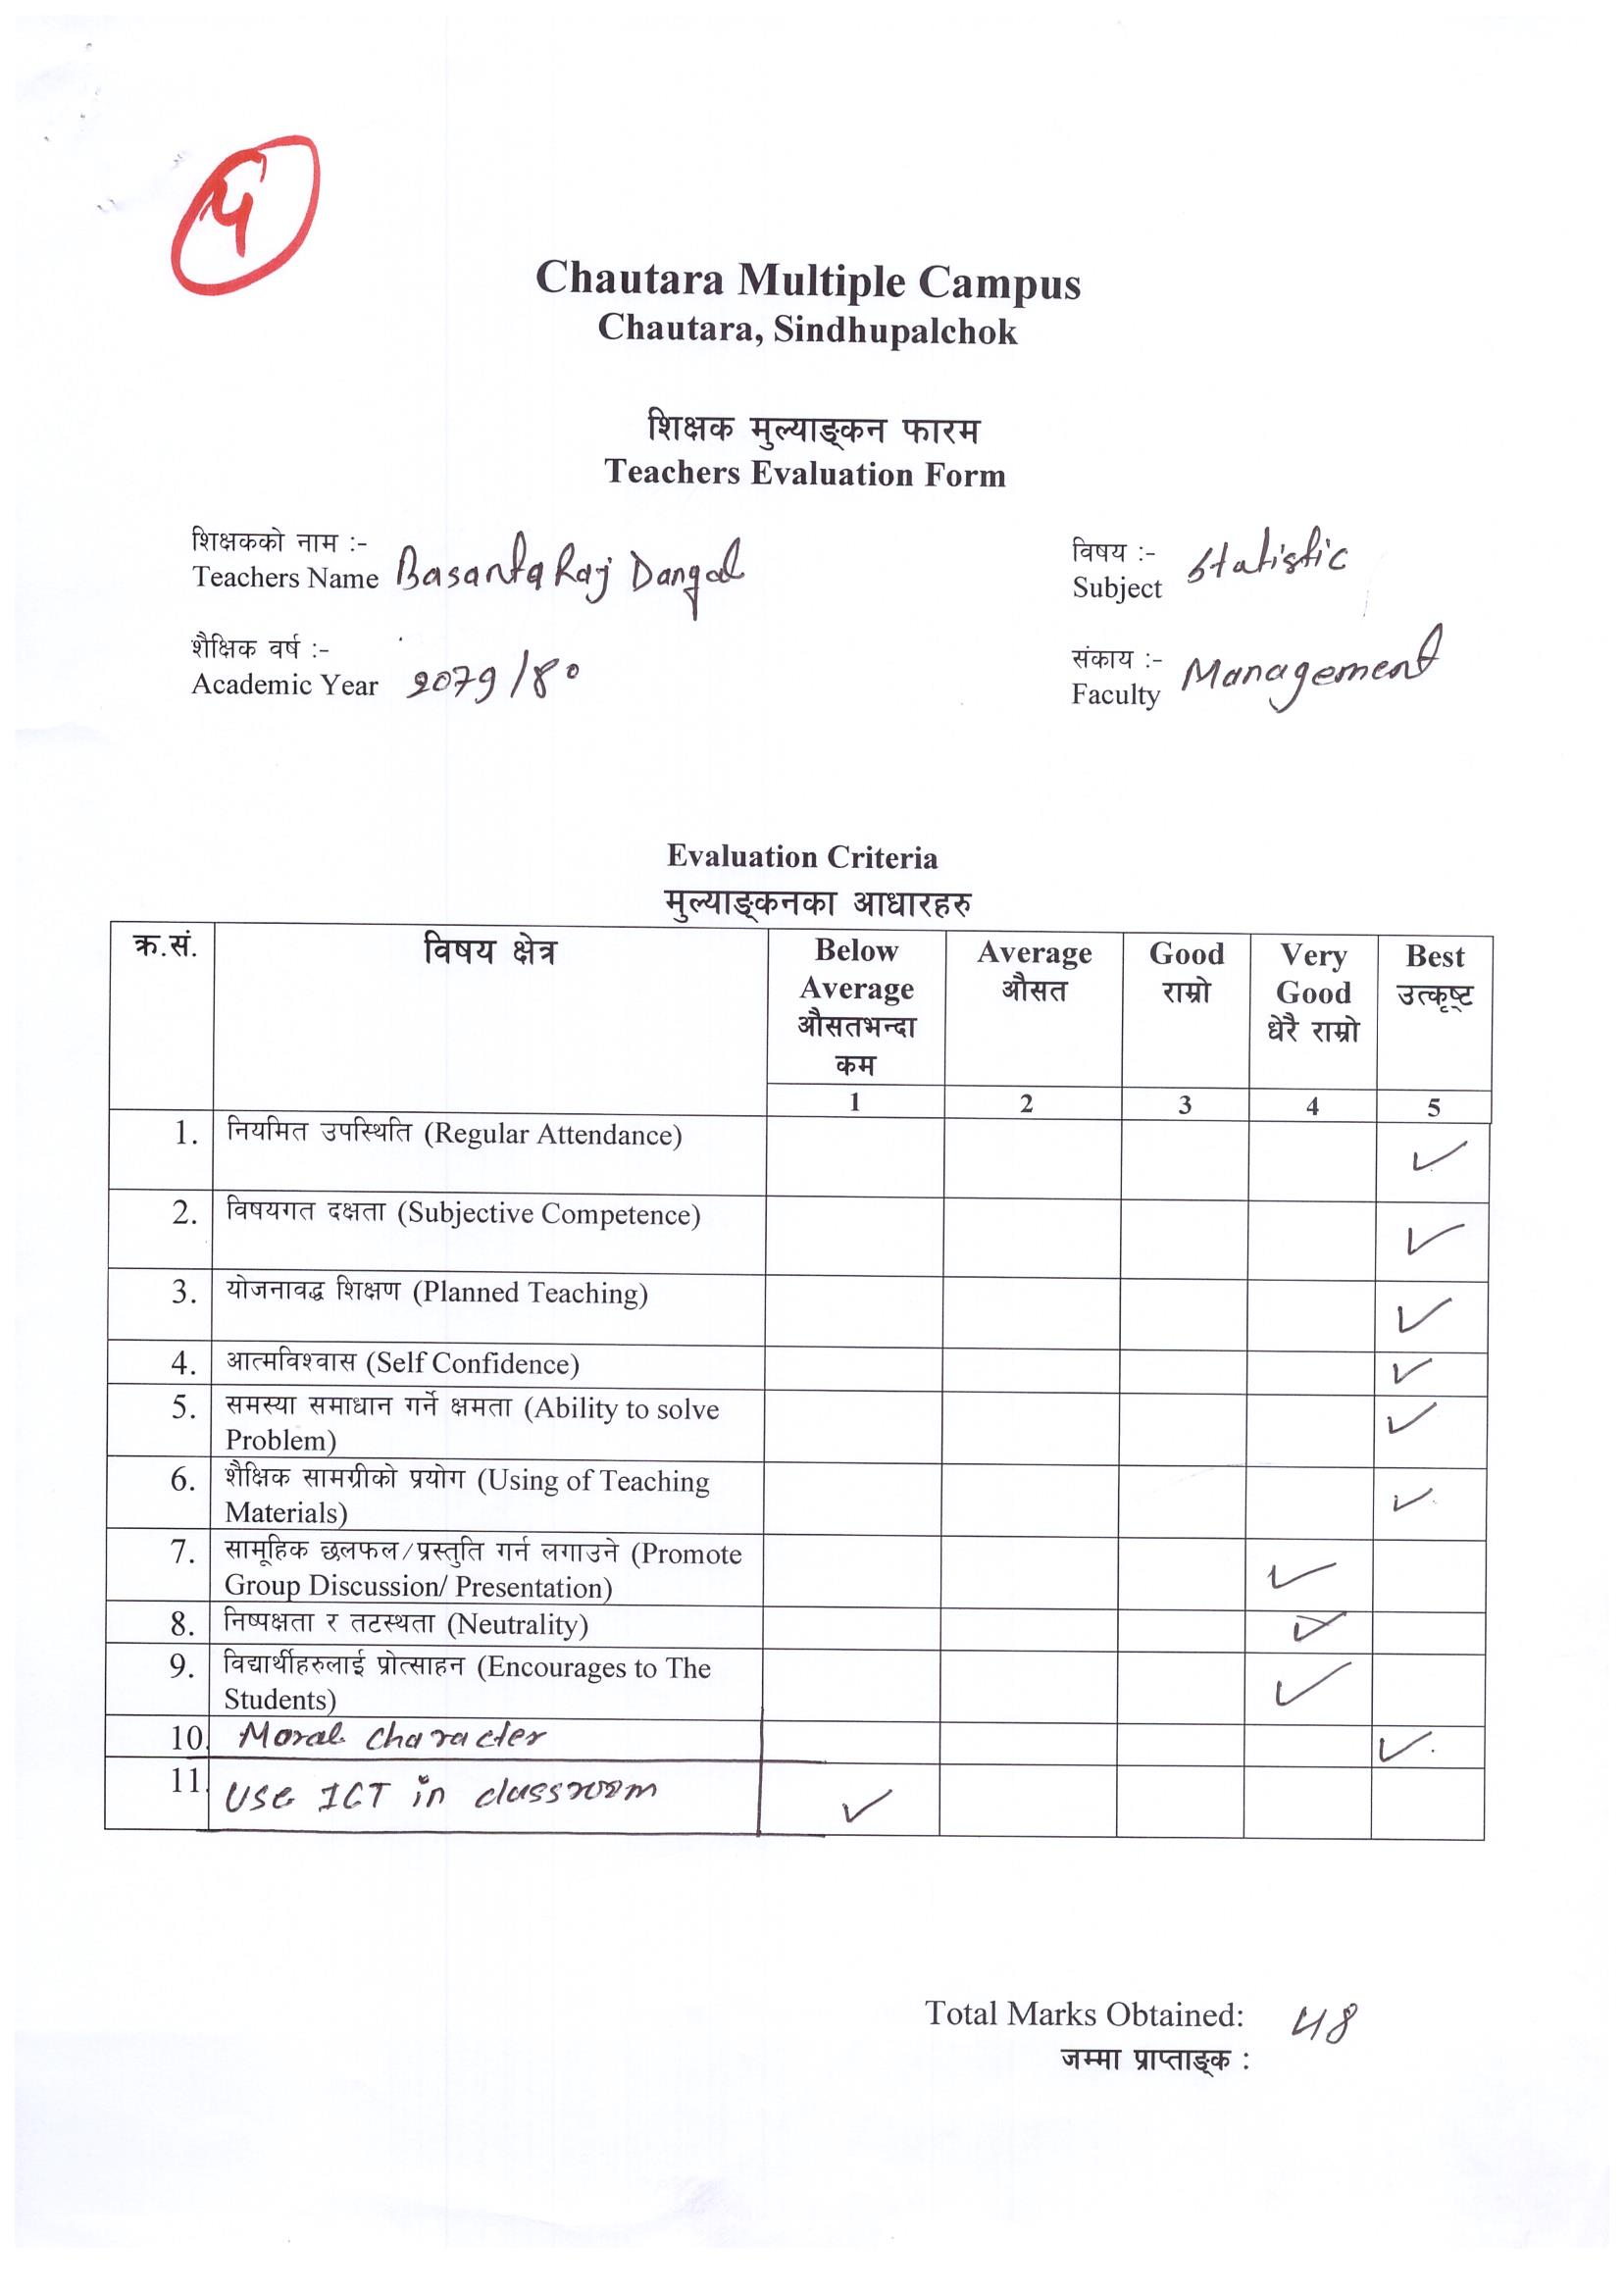 ५
Chautara Multiple Campus
Chautara, Sindhupalchok
शिक्षक मुल्याङ्कन फारम
Teachers Evaluation Form
शिक्षकको नाम :-
Teachers Name Basanta Raj Dangal
विषय :-
Subject Statistic
शैक्षिक वर्ष :-
Academic Year 2079/80
संकाय :-
Faculty Management
Evaluation Criteria
मुल्याङ्कनका आधारहरु
क्र.सं. विषय क्षेत्र Below Average औसतभन्दा कम Average औसत Good राम्रो Very Good धेरै राम्रो Best उत्कृष्ट
1 2 3 4 5
1. नियमित उपस्थिति (Regular Attendance) ✓
2. विषयगत दक्षता (Subjective Competence) ✓
3. योजनावद्ध शिक्षण (Planned Teaching) ✓
4. आत्मविश्वास (Self Confidence) ✓
5. समस्या समाधान गर्ने क्षमता (Ability to solve
Problem) ✓
6. शैक्षिक सामग्रीको प्रयोग (Using of Teaching
Materials) ✓
7. सामूहिक छलफल/प्रस्तुति गर्न लगाउने (Promote
Group Discussion/ Presentation) ✓
8. निष्पक्षता र तटस्थता (Neutrality) ✓
9. विद्यार्थीहरुलाई प्रोत्साहन (Encourages to The
Students) ✓
10. Moral character ✓
11. Use ICT in classroom ✓
Total Marks Obtained: 48
जम्मा प्राप्ताङ्क :